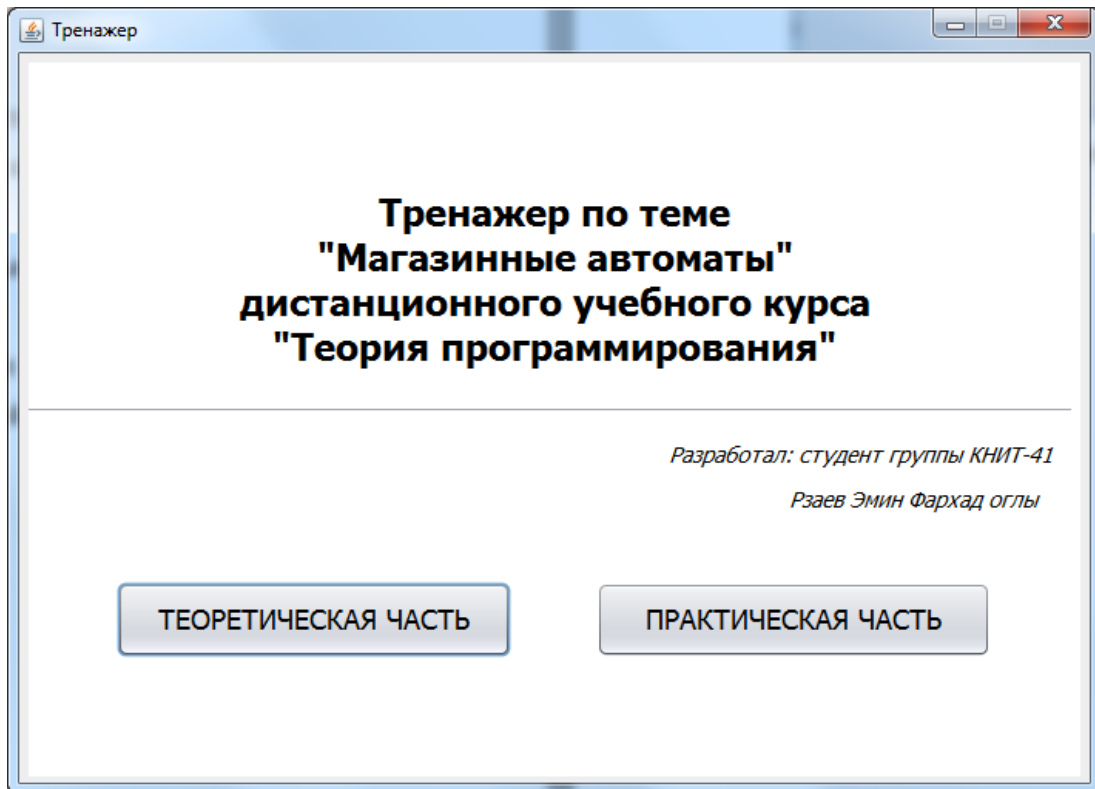 Тренажер
Тренажер по теме
"Магазинные автоматы"
дистанционного учебного курса
"Теория программирования"
Разработал: студент группы КНИТ-41
Рзаев Эмин Фархад оглы
ТЕОРЕТИЧЕСКАЯ ЧАСТЬ
ПРАКТИЧЕСКАЯ ЧАСТЬ